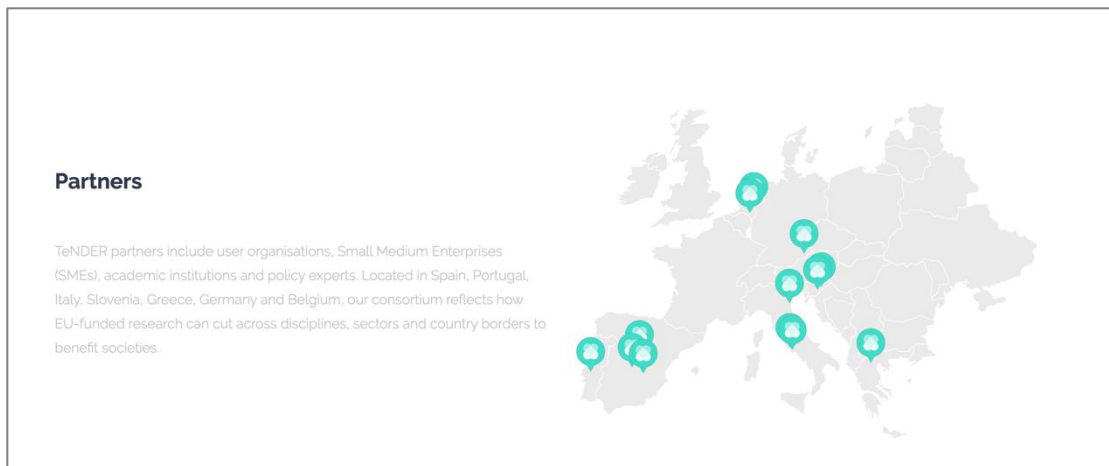 Partners
TeNDER partners include user organisations, Small Medium Enterprises
(SMEs), academic institutions and policy experts. Located in Spain, Portugal,
Italy, Slovenia, Greece, Germany and Belgium, our consortium reflects how
EU-funded research can cut across disciplines, sectors and country borders to
benefit societies.